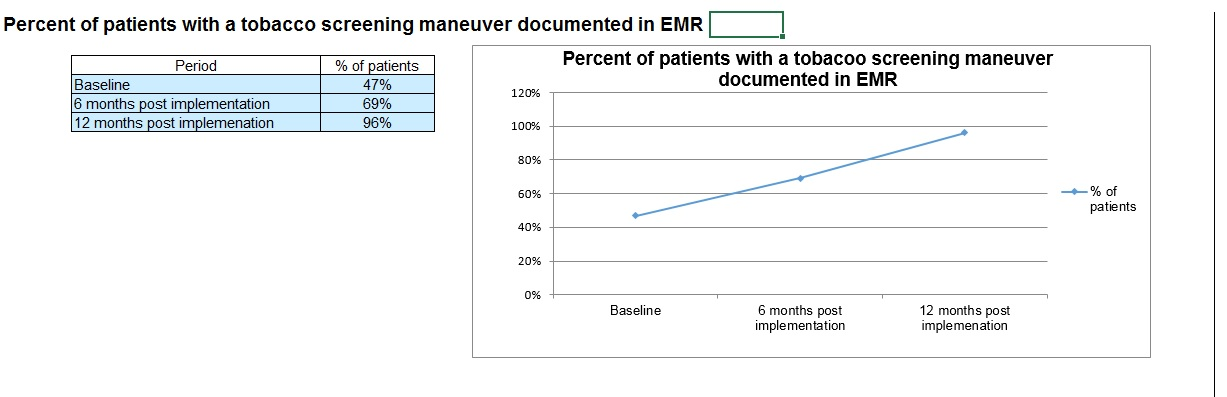 Percent of patients with a tobacco screening maneuver documented in EMR
Period % of patients
Baseline 47%
6 months post implementation 69%
12 months post implemenation 96%
Percent of patients with a tobacoo screening maneuver
documented in EMR
120%
100%
80%
60%
40%
20%
0%
Baseline
6 months post
implementation
12 months post
implemenation
% of
patients